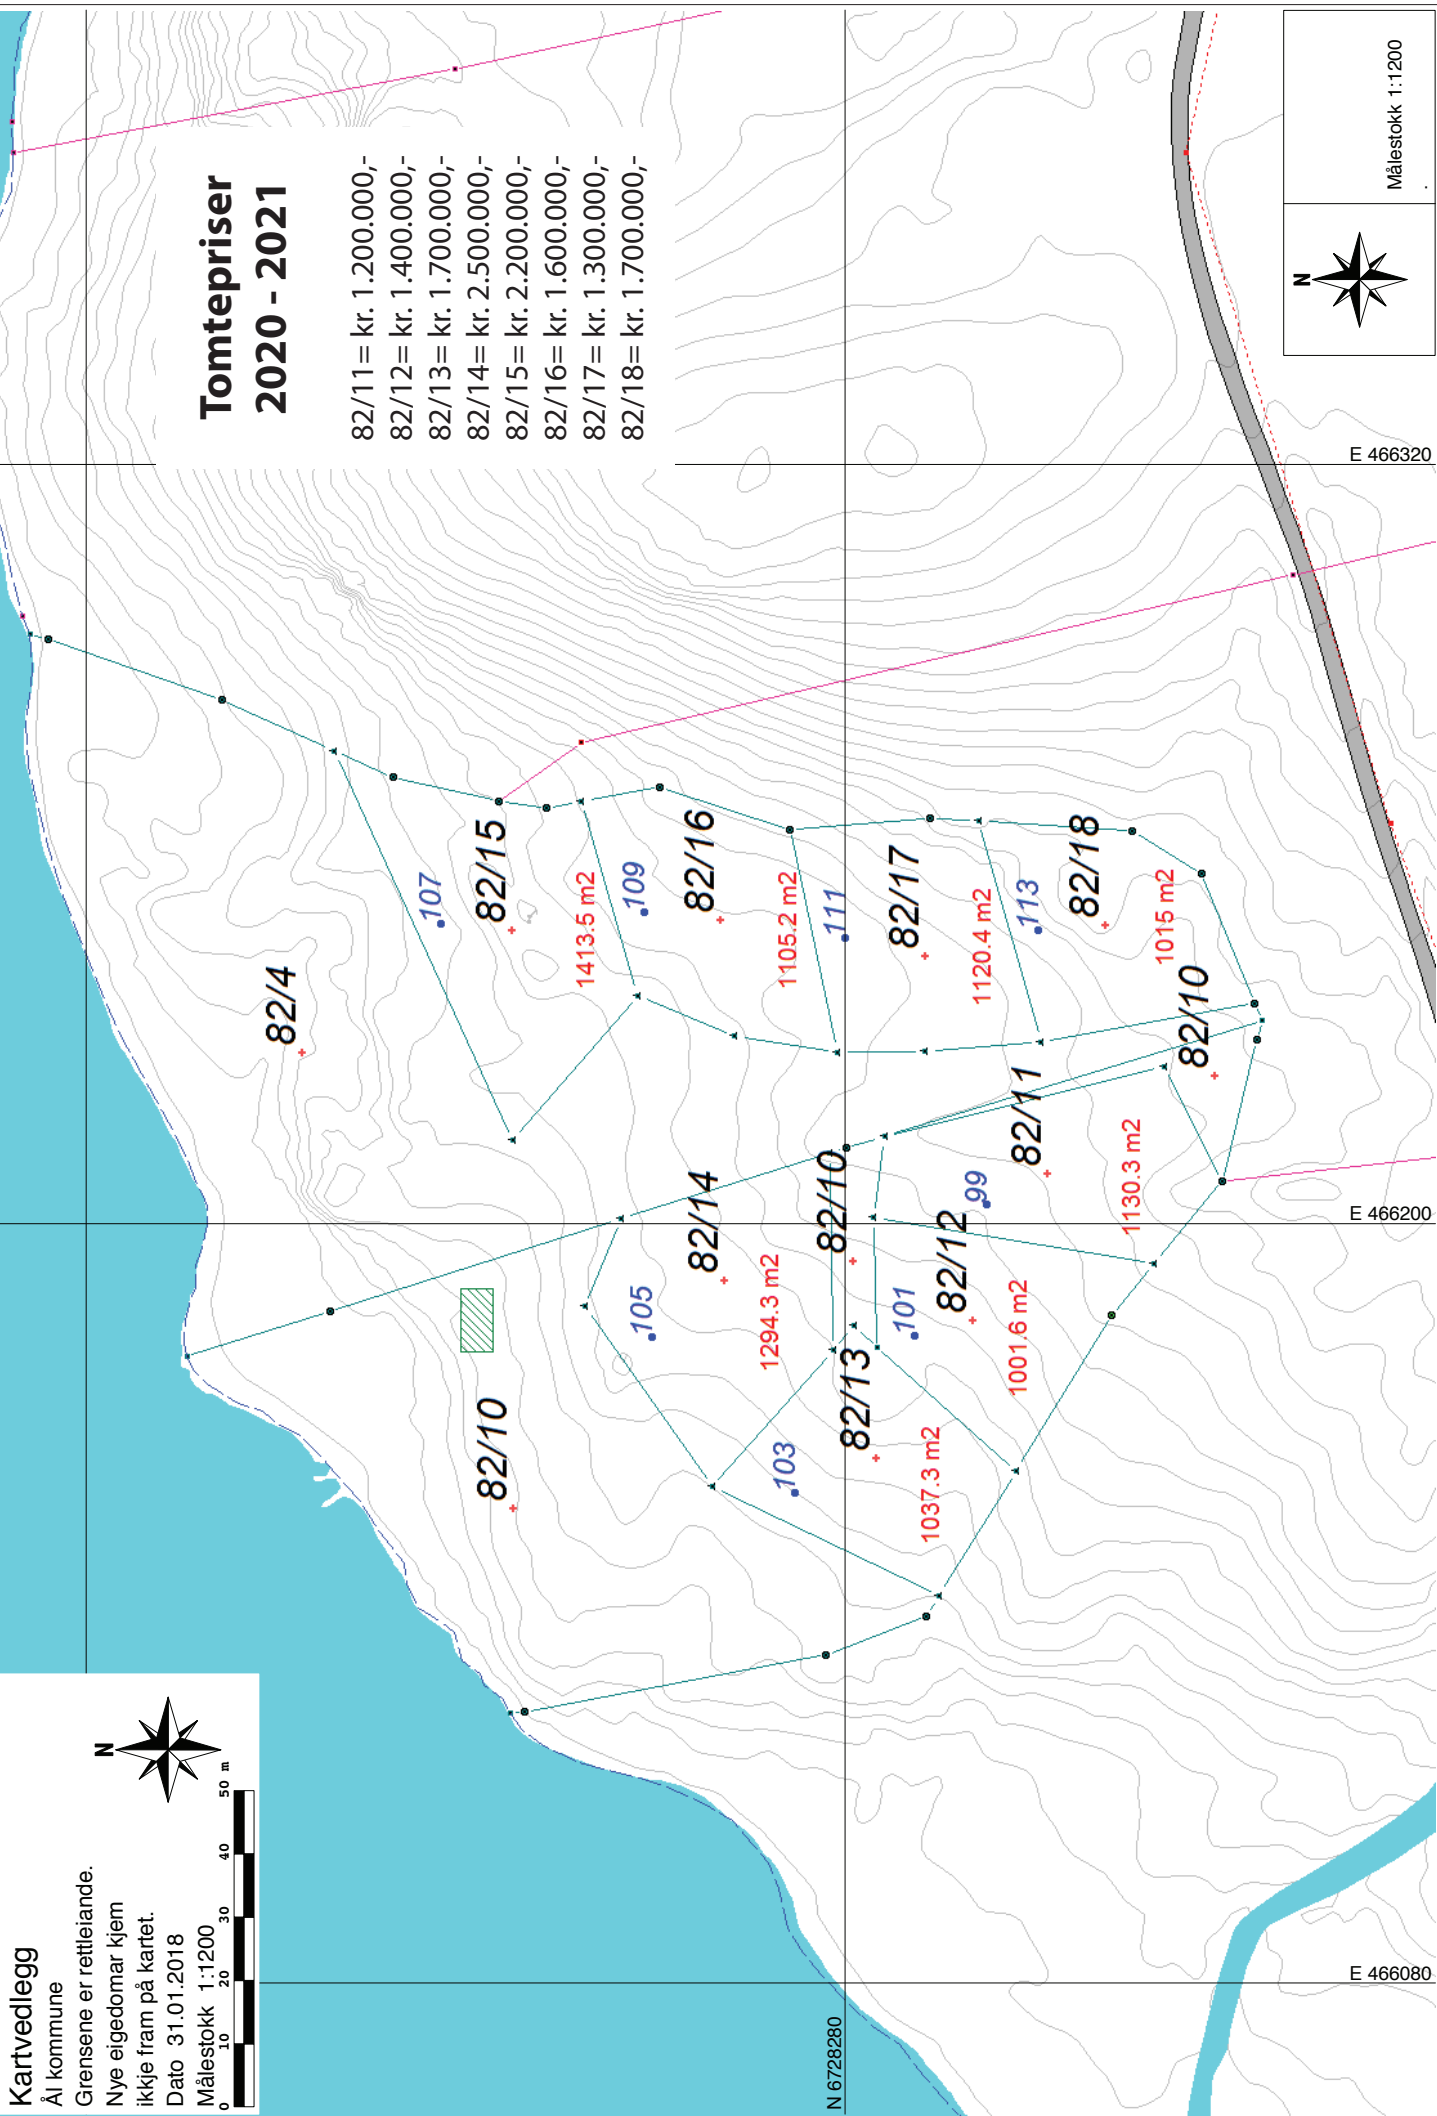 Kartvedlegg
Ål kommune
Grensene er rettleiande.
Nye eigedomar kjem
ikkje fram på kartet.
Dato 31.01.2018
Målestokk 1:1200
0 10 20 30 40 50 m
N
Tomtepriser
2020 - 2021
82/11= kr. 1.200.000,-
82/12= kr. 1.400.000,-
82/13= kr. 1.700.000,-
82/14= kr. 2.500.000,-
82/15= kr. 2.200.000,-
82/16= kr. 1.600.000,-
82/17= kr. 1.300.000,-
82/18= kr. 1.700.000,-
82/4
107
82/15
1413.5 m2
109
82/16
1105.2 m2
111
82/17
1120.4 m2
113
82/18
1015 m2
82/10
82/10
105
82/14
1294.3 m2
82/10
103
82/13
1037.3 m2
101
82/12
1001.6 m2
99
82/11
1130.3 m2
N 6728280
E 466080
E 466200
E 466320
N
Målestokk 1:1200
.